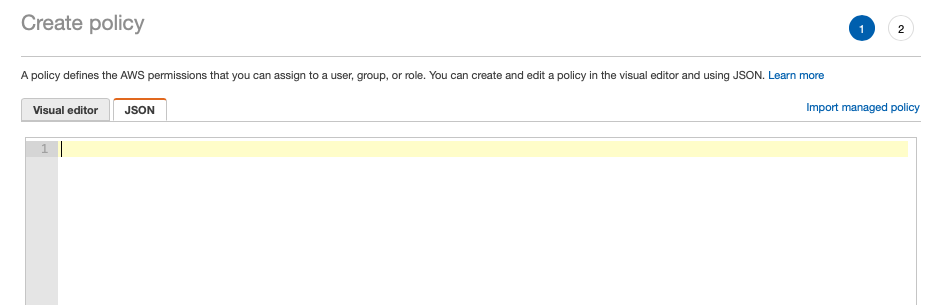 Create policy
1 2
A policy defines the AWS permissions that you can assign to a user, group, or role. You can create and edit a policy in the visual editor and using JSON. Learn more
Visual editor JSON Import managed policy
1